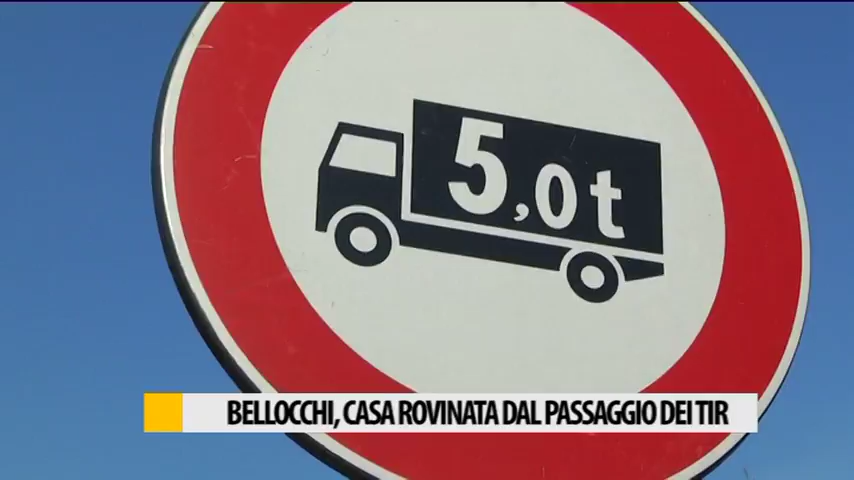 5,0t
BELLOCCHI, CASA ROVINATA DAL PASSAGGIO DEI TIR